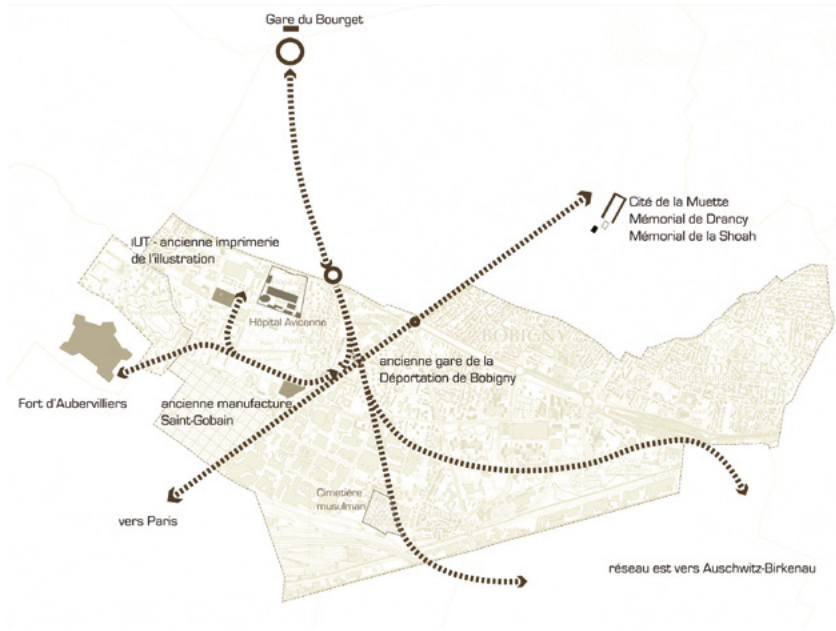 Gare du Bourget
Cité de la Muette
Mémorial de Drancy
Mémorial de la Shoah
IUT - ancienne imprimerie
de l'illustration
Hôpital Avicenne
BOBIGNY
ancienne gare de la
Déportation de Bobigny
Fort d'Aubervilliers
ancienne manufacture
Saint-Gobain
Cimetière
musulman
vers Paris
réseau est vers Auschwitz-Birkenau